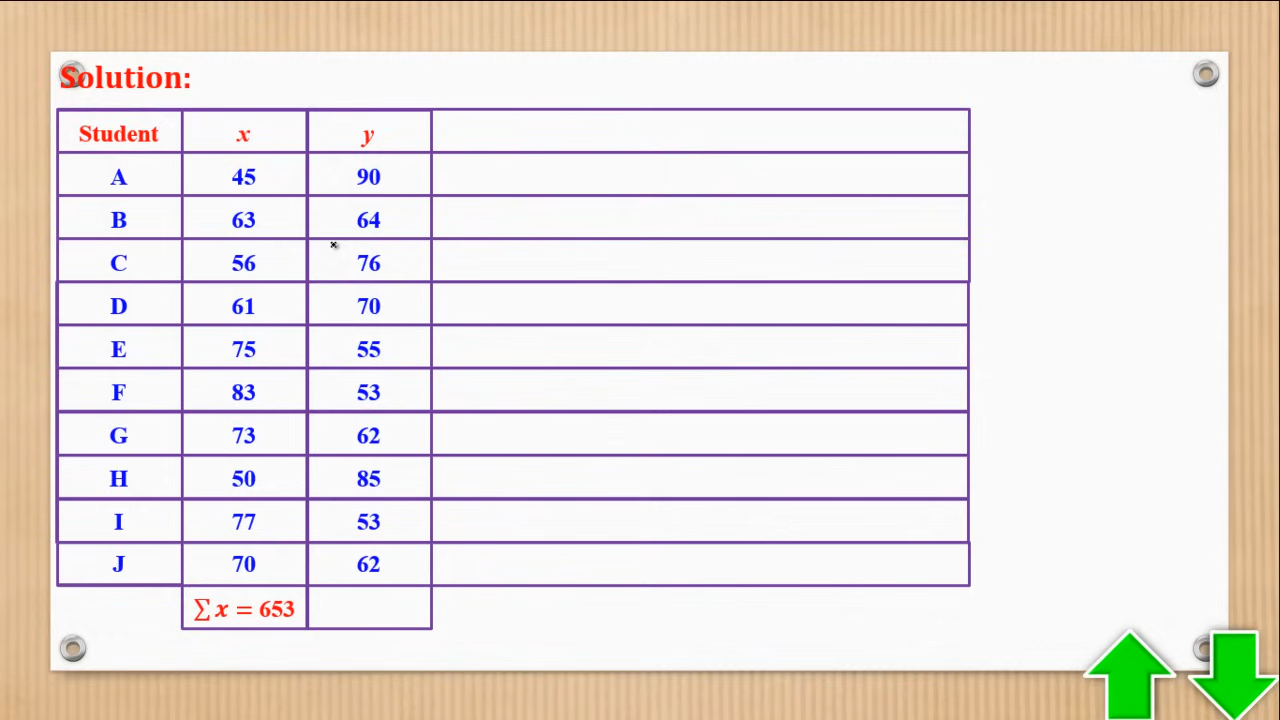 Solution:
Student x y
A 45 90
B 63 64
C 56 76
D 61 70
E 75 55
F 83 53
G 73 62
H 50 85
I 77 53
J 70 62
∑ x = 653